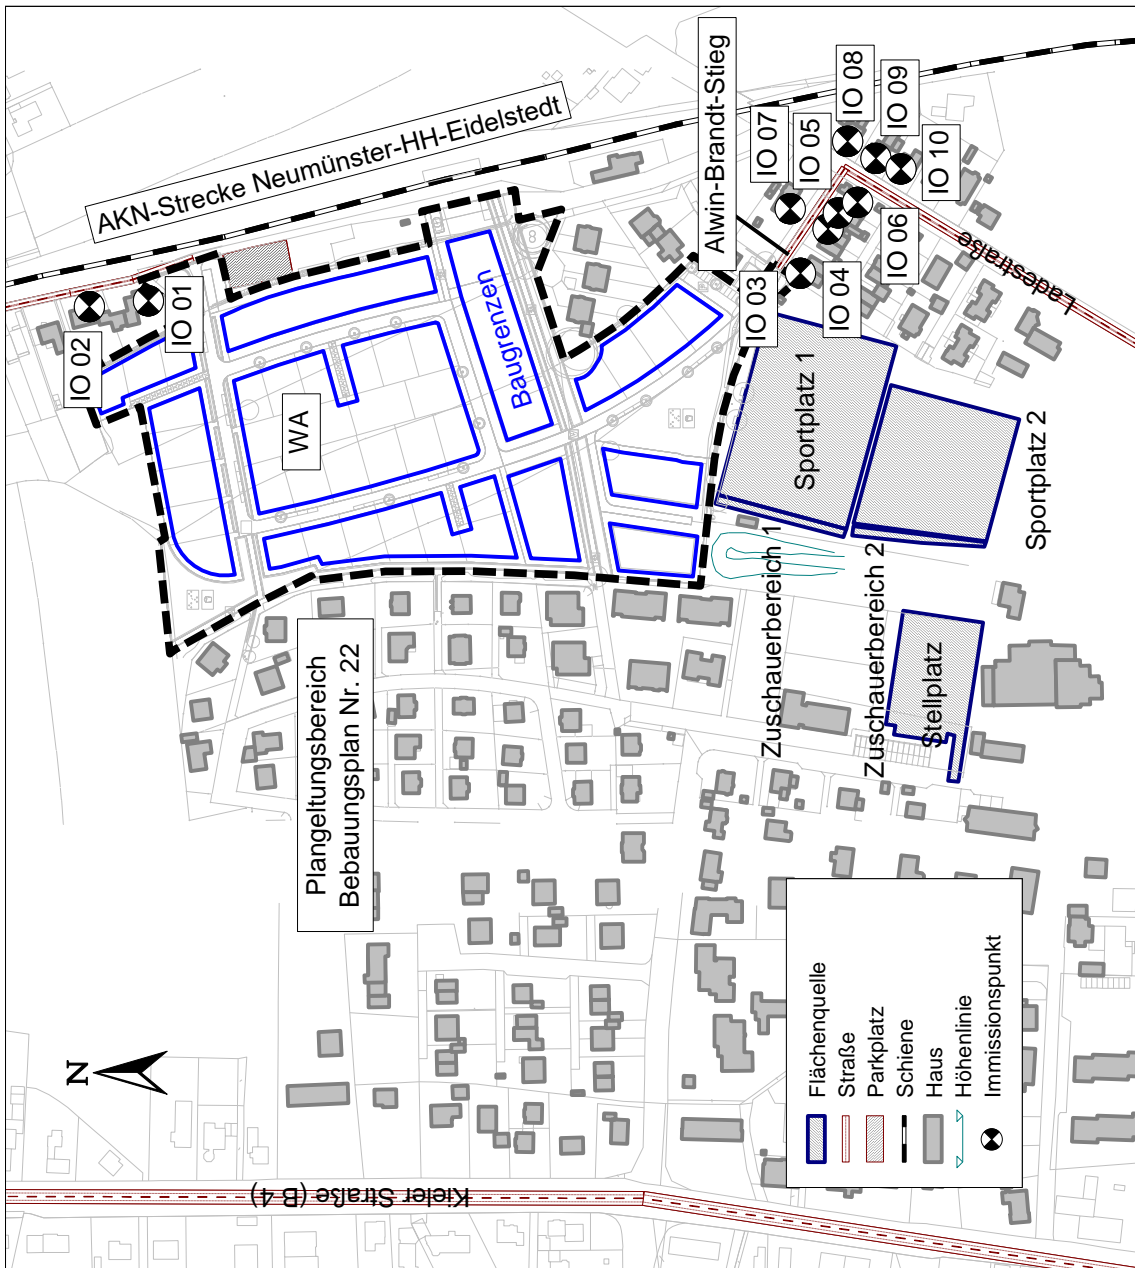 IO 02
IO 01
AKN-Strecke Neumünster-HH-Eidelstedt
WA
Baugrenzen
Alwin-Brandt-Stieg
IO 07
IO 05
IO 08
IO 09
IO 10
IO 06
IO 03
IO 04
Ladestraße
Sportplatz 1
Sportplatz 2
Zuschauerbereich 1
Zuschauerbereich 2
Stellplatz
Plangeltungsbereich
Bebauungsplan Nr. 22
N
Kieler Straße (B 4)
Flächenquelle
Straße
Parkplatz
Schiene
Haus
Höhenlinie
Immissionspunkt